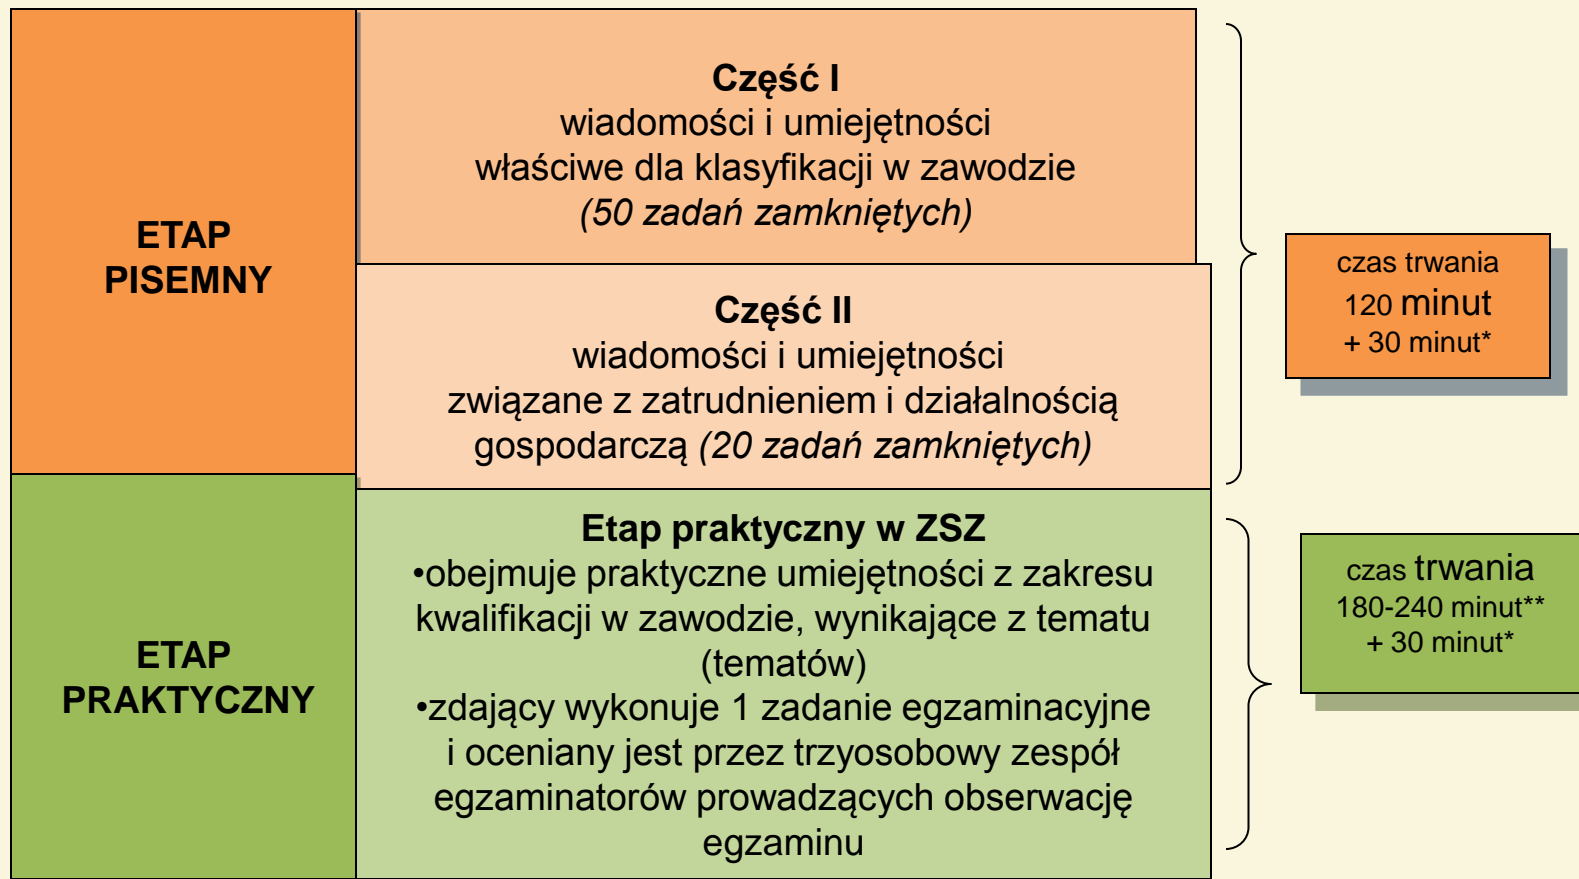 ETAP
PISEMNY
Część I
wiadomości i umiejętności
właściwe dla klasyfikacji w zawodzie
(50 zadań zamkniętych)
Część II
wiadomości i umiejętności
związane z zatrudnieniem i działalnością
gospodarczą (20 zadań zamkniętych)
czas trwania
120 minut
+ 30 minut*
ETAP
PRAKTYCZNY
Etap praktyczny w ZSZ
•obejmuje praktyczne umiejętności z zakresu
kwalifikacji w zawodzie, wynikające z tematu
(tematów)
•zdający wykonuje 1 zadanie egzaminacyjne
i oceniany jest przez trzyosobowy zespół
egzaminatorów prowadzących obserwację
egzaminu
czas trwania
180-240 minut**
+ 30 minut*